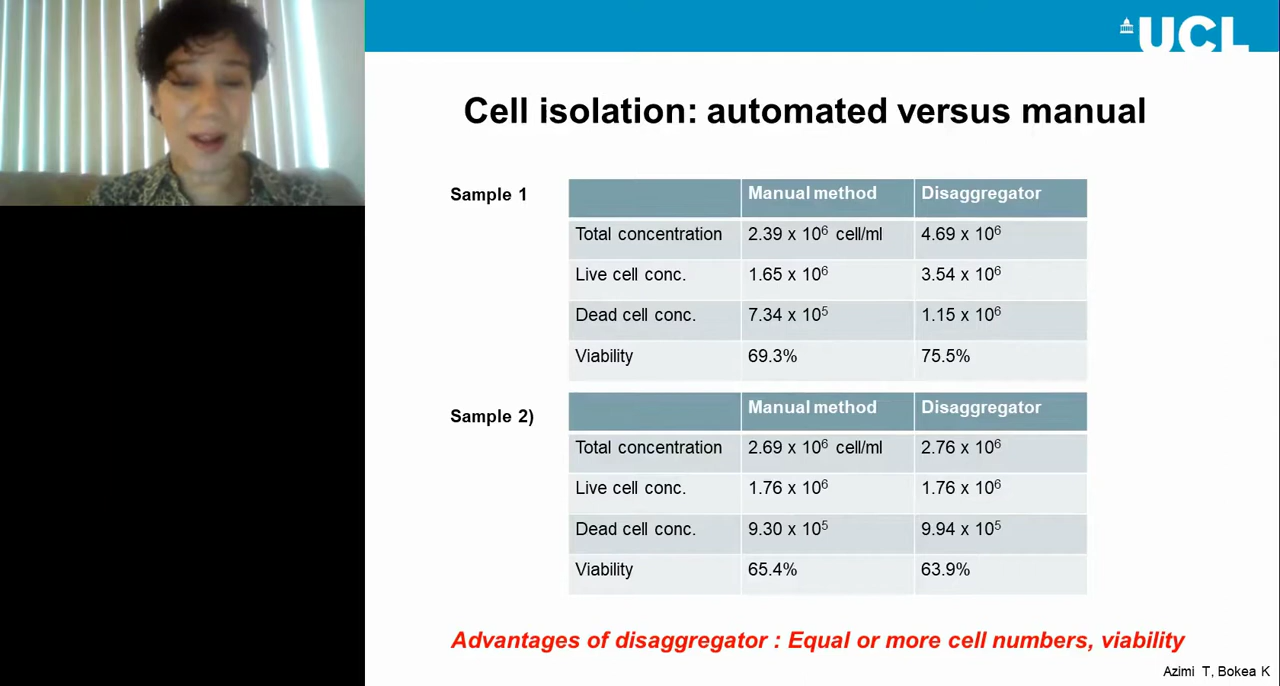 UCL
Cell isolation: automated versus manual
Sample 1
Manual method Disaggregator
Total concentration 2.39 x 10⁶ cell/ml 4.69 x 10⁶
Live cell conc. 1.65 x 10⁶ 3.54 x 10⁶
Dead cell conc. 7.34 x 10⁵ 1.15 x 10⁶
Viability 69.3% 75.5%
Sample 2)
Manual method Disaggregator
Total concentration 2.69 x 10⁶ cell/ml 2.76 x 10⁶
Live cell conc. 1.76 x 10⁶ 1.76 x 10⁶
Dead cell conc. 9.30 x 10⁵ 9.94 x 10⁵
Viability 65.4% 63.9%
Advantages of disaggregator : Equal or more cell numbers, viability
Azimi T, Bokea K